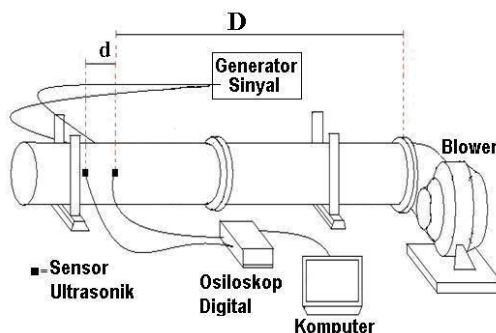 D
d
Generator
Sinyal
Blower
■= Sensor
Ultrasonik
Osiloskop
Digital
Komputer